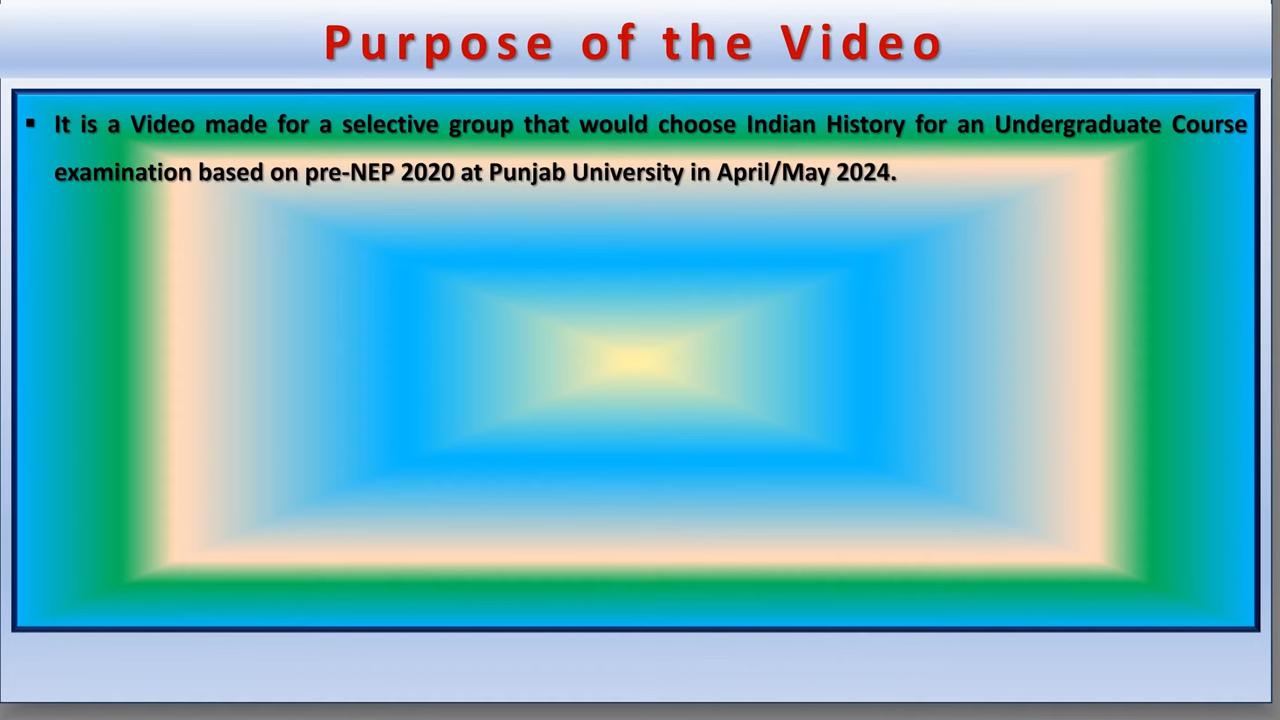 Purpose of the Video
▪ It is a Video made for a selective group that would choose Indian History for an Undergraduate Course
examination based on pre-NEP 2020 at Punjab University in April/May 2024.